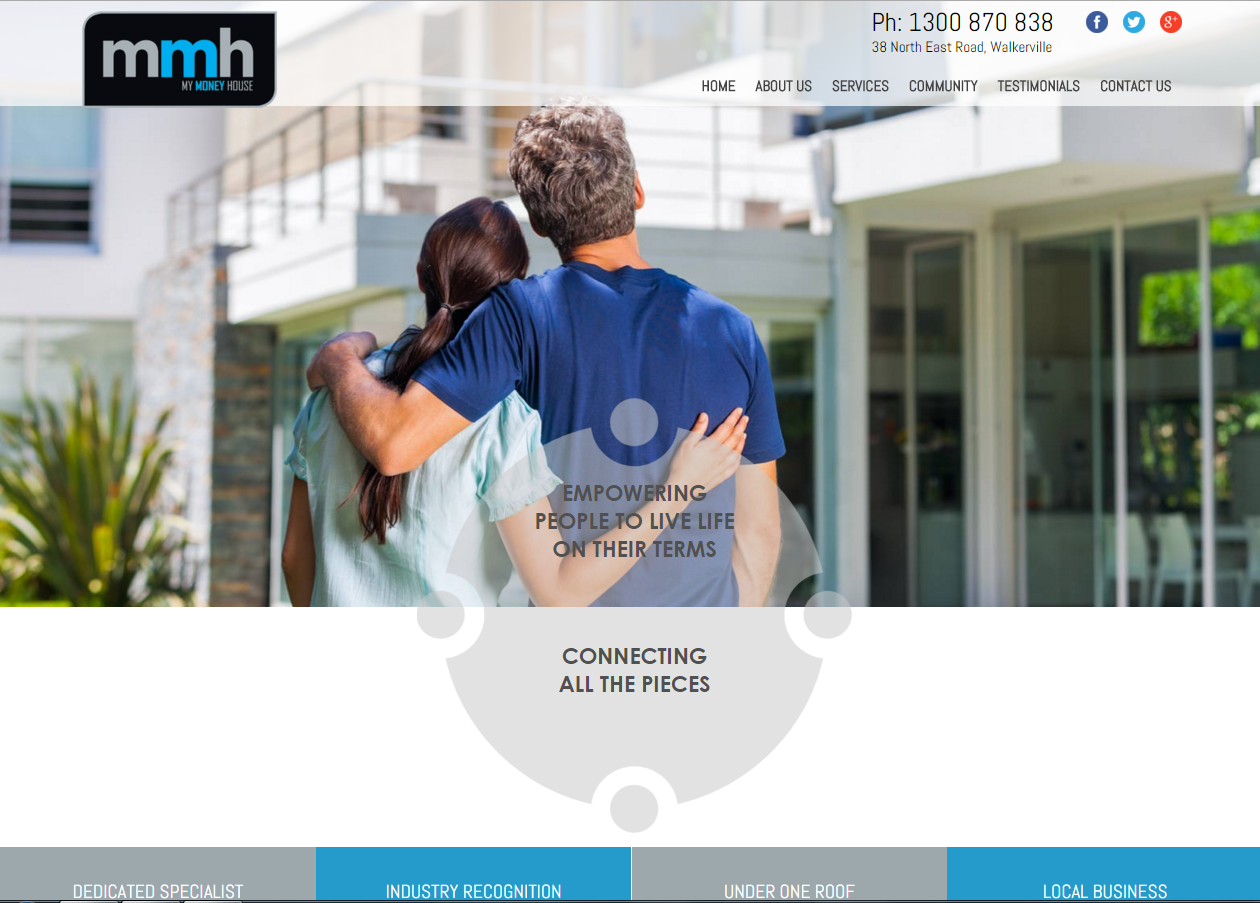 mmh
MY MONEY HOUSE
Ph: 1300 870 838
38 North East Road, Walkerville
f
g+
HOME ABOUT US SERVICES COMMUNITY TESTIMONIALS CONTACT US
EMPOWERING
PEOPLE TO LIVE LIFE
ON THEIR TERMS
CONNECTING
ALL THE PIECES
DEDICATED SPECIALIST INDUSTRY RECOGNITION UNDER ONE ROOF LOCAL BUSINESS